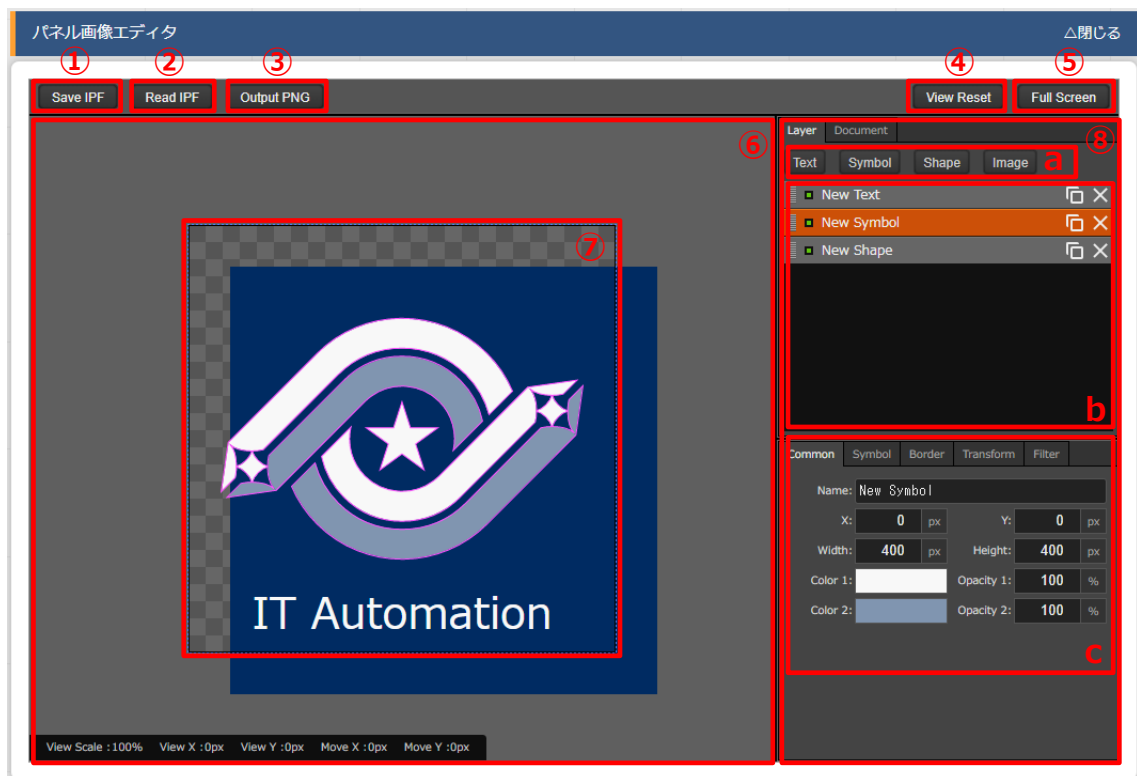 パネル画像エディタ △閉じる
① ② ③ ④ ⑤
Save IPF Read IPF Output PNG View Reset Full Screen
⑥ ⑧
Layer Document
Text Symbol Shape Image a
New Text
New Symbol
New Shape
⑦
b
Common Symbol Border Transform Filter
Name: New Symbol
X: 0 px Y: 0 px
Width: 400 px Height: 400 px
Color 1: Opacity 1: 100 %
Color 2: Opacity 2: 100 %
c
IT Automation
View Scale :100% View X :0px View Y :0px Move X :0px Move Y :0px